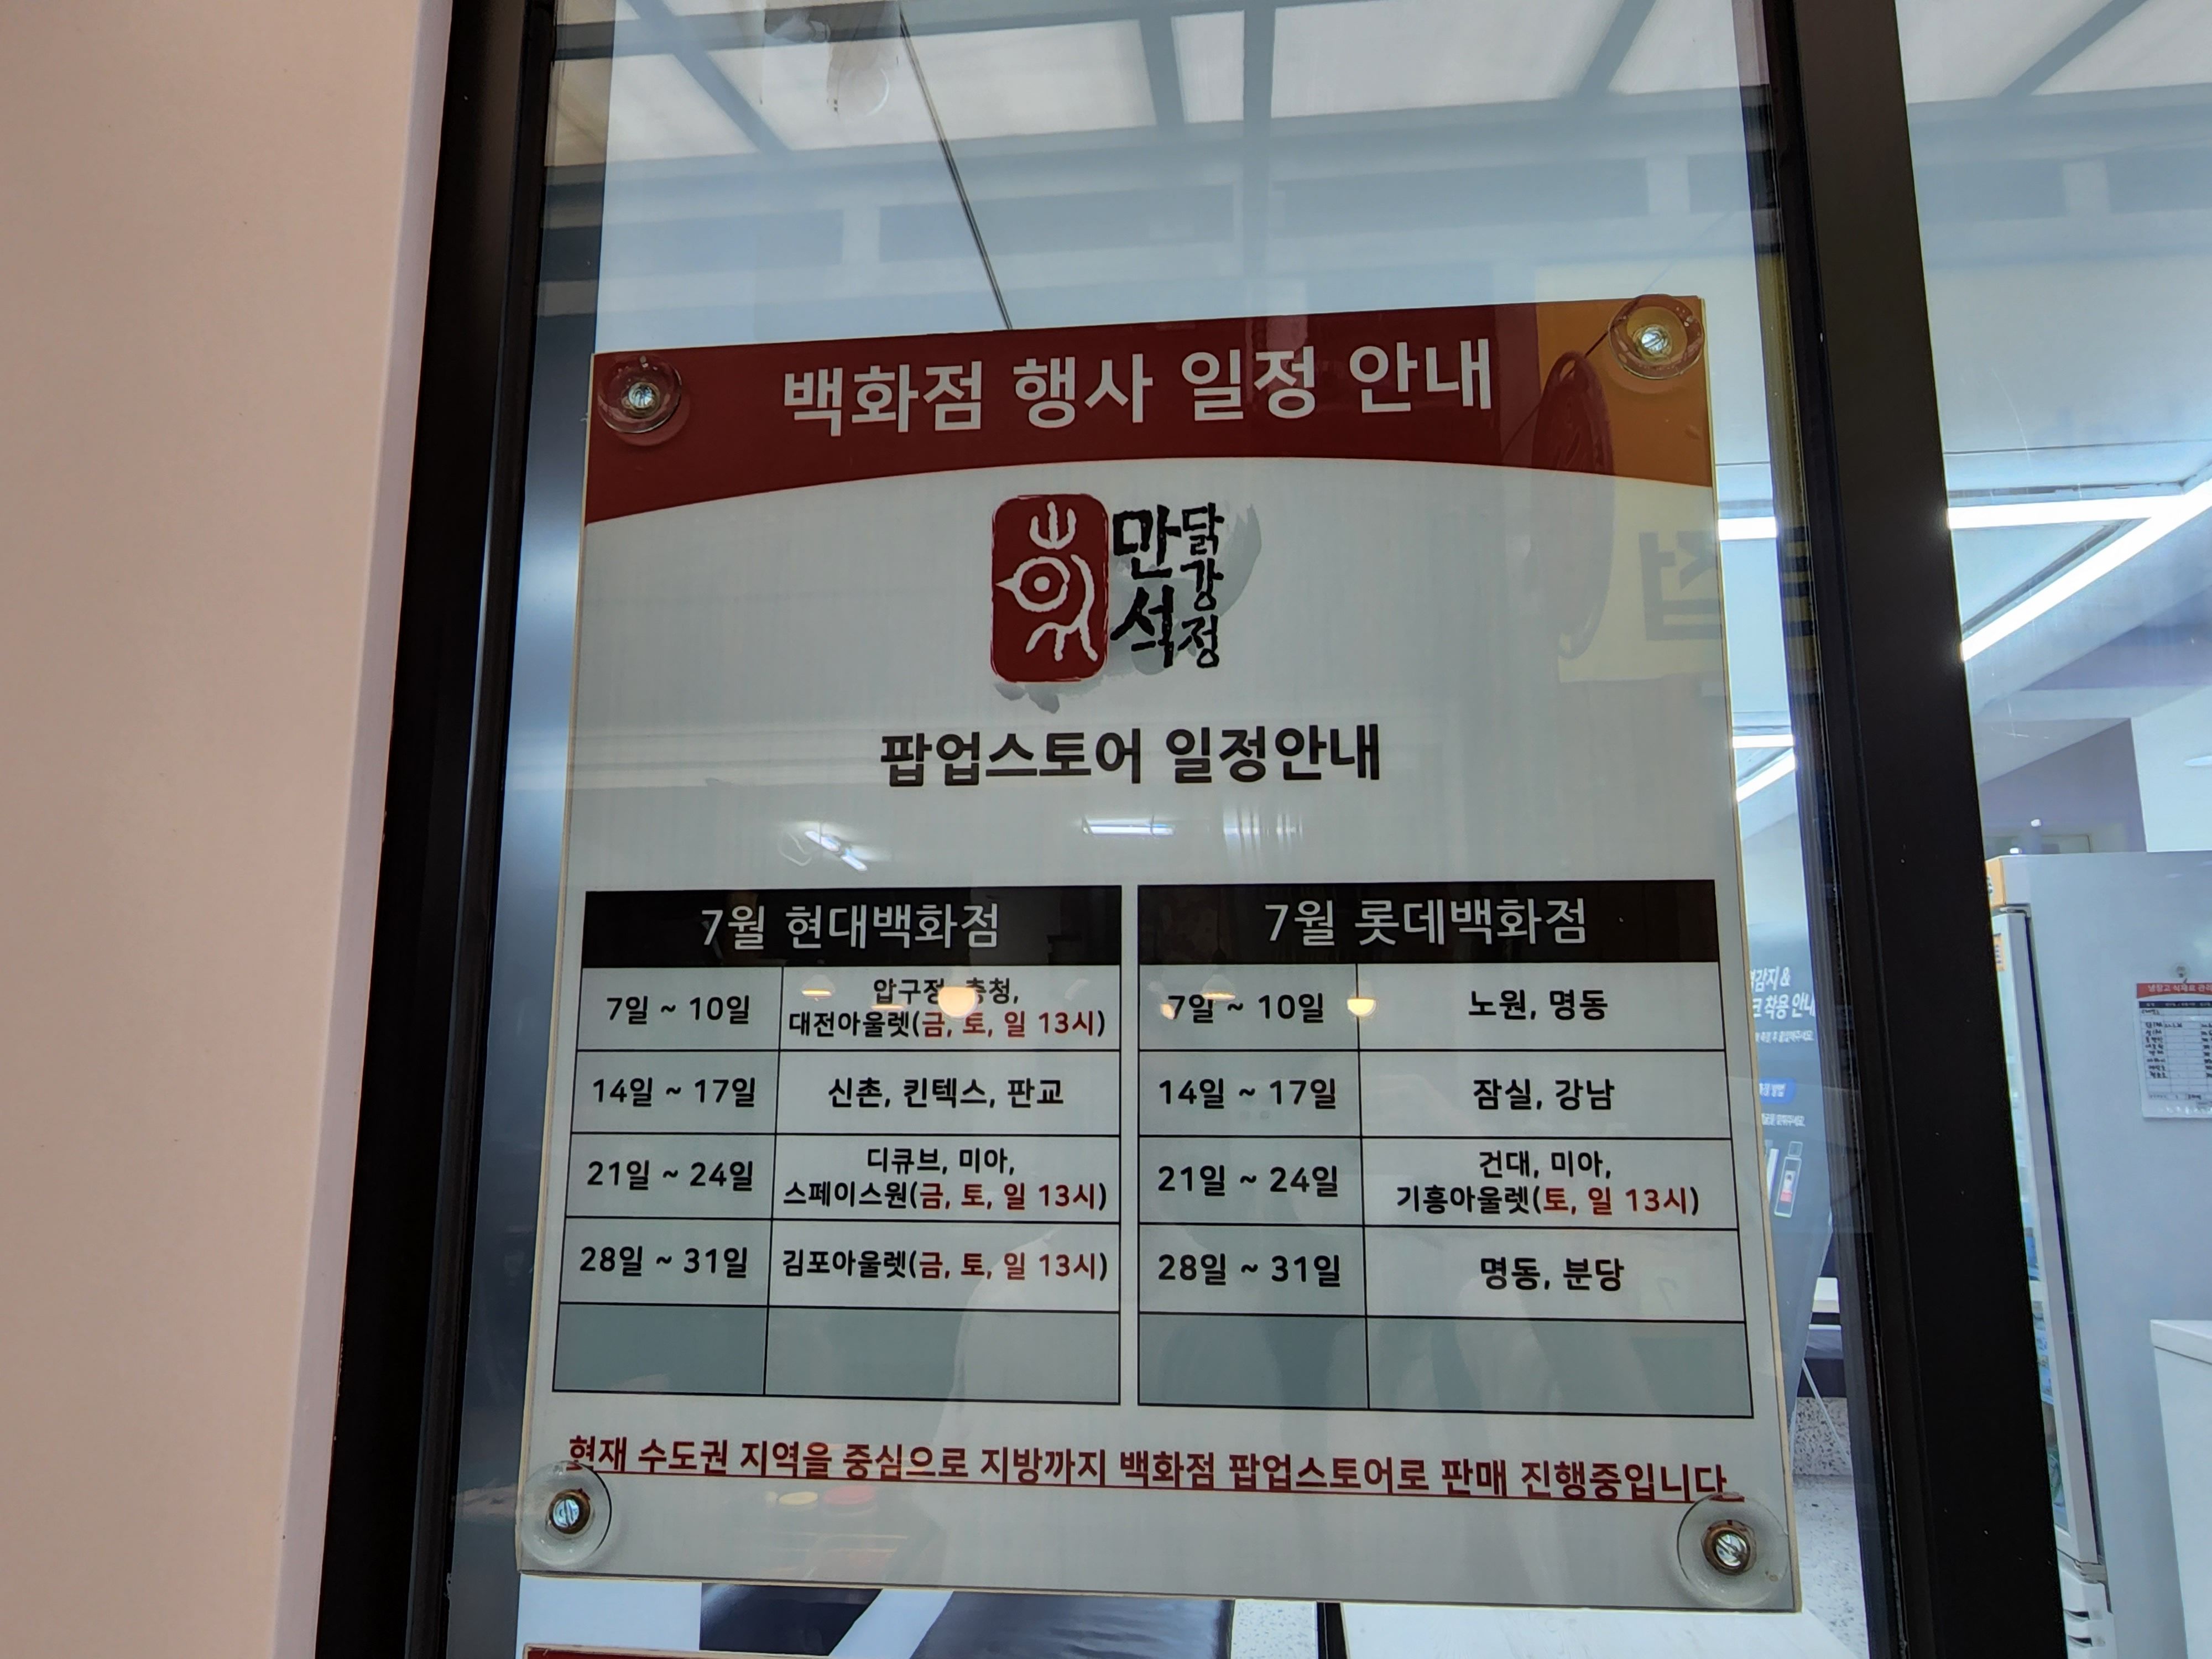 백화점 행사 일정 안내
만석
닭강정
팝업스토어 일정안내
7월 현대백화점
7일 ~ 10일
압구정, 충청,
대전아울렛(금, 토, 일 13시)
14일 ~ 17일
신촌, 킨텍스, 판교
21일 ~ 24일
디큐브, 미아,
스페이스원(금, 토, 일 13시)
28일 ~ 31일
김포아울렛(금, 토, 일 13시)
7월 롯데백화점
7일 ~ 10일
노원, 명동
14일 ~ 17일
잠실, 강남
21일 ~ 24일
건대, 미아,
기흥아울렛(토, 일 13시)
28일 ~ 31일
명동, 분당
현재 수도권 지역을 중심으로 지방까지 백화점 팝업스토어로 판매 진행중입니다
착용 안내